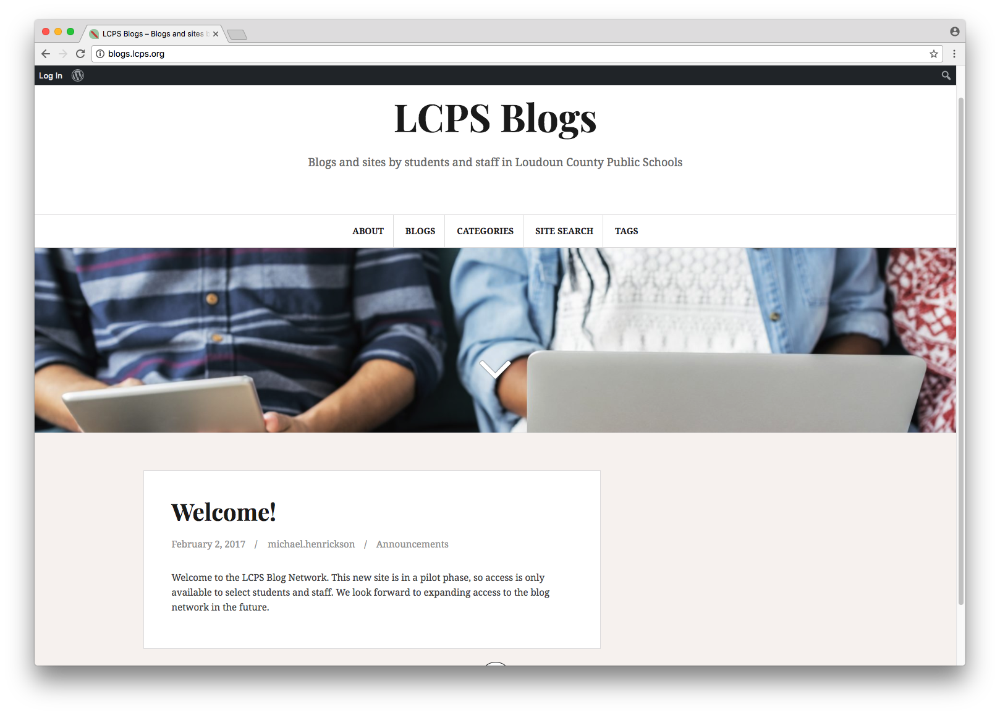 LCPS Blogs – Blogs and sites b
blogs.lcps.org
Log In
LCPS Blogs
Blogs and sites by students and staff in Loudoun County Public Schools
ABOUT BLOGS CATEGORIES SITE SEARCH TAGS
Welcome!
February 2, 2017 / michael.henrickson / Announcements
Welcome to the LCPS Blog Network. This new site is in a pilot phase, so access is only
available to select students and staff. We look forward to expanding access to the blog
network in the future.